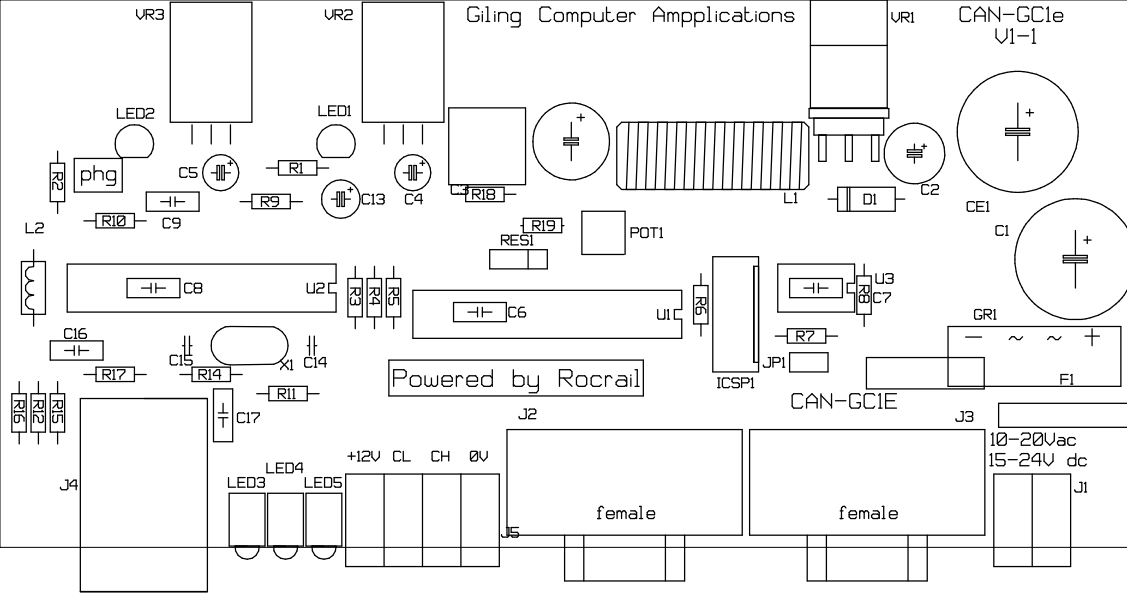 VR3
VR2
Giling Computer Ampplications
VR1
CAN-GC1e
V1-1
LED2
LED1
R2
phg
C5
R1
C4
C3
R18
C2
C9
R9
C13
L1
D1
CE1
R10
L2
R19
RES1
POT1
C1
C8
U2
R3
R4
R5
C6
U1
R6
U3
R8
C7
GR1
C16
C15
X1
C14
R7
JP1
R17
R14
R11
Powered by Rocrail
ICSP1
F1
CAN-GC1E
R16
R12
R15
C17
J2
J3
10-20Vac
15-24V dc
+12V CL CH 0V
LED4
LED3
LED5
J4
J1
female
female
J5